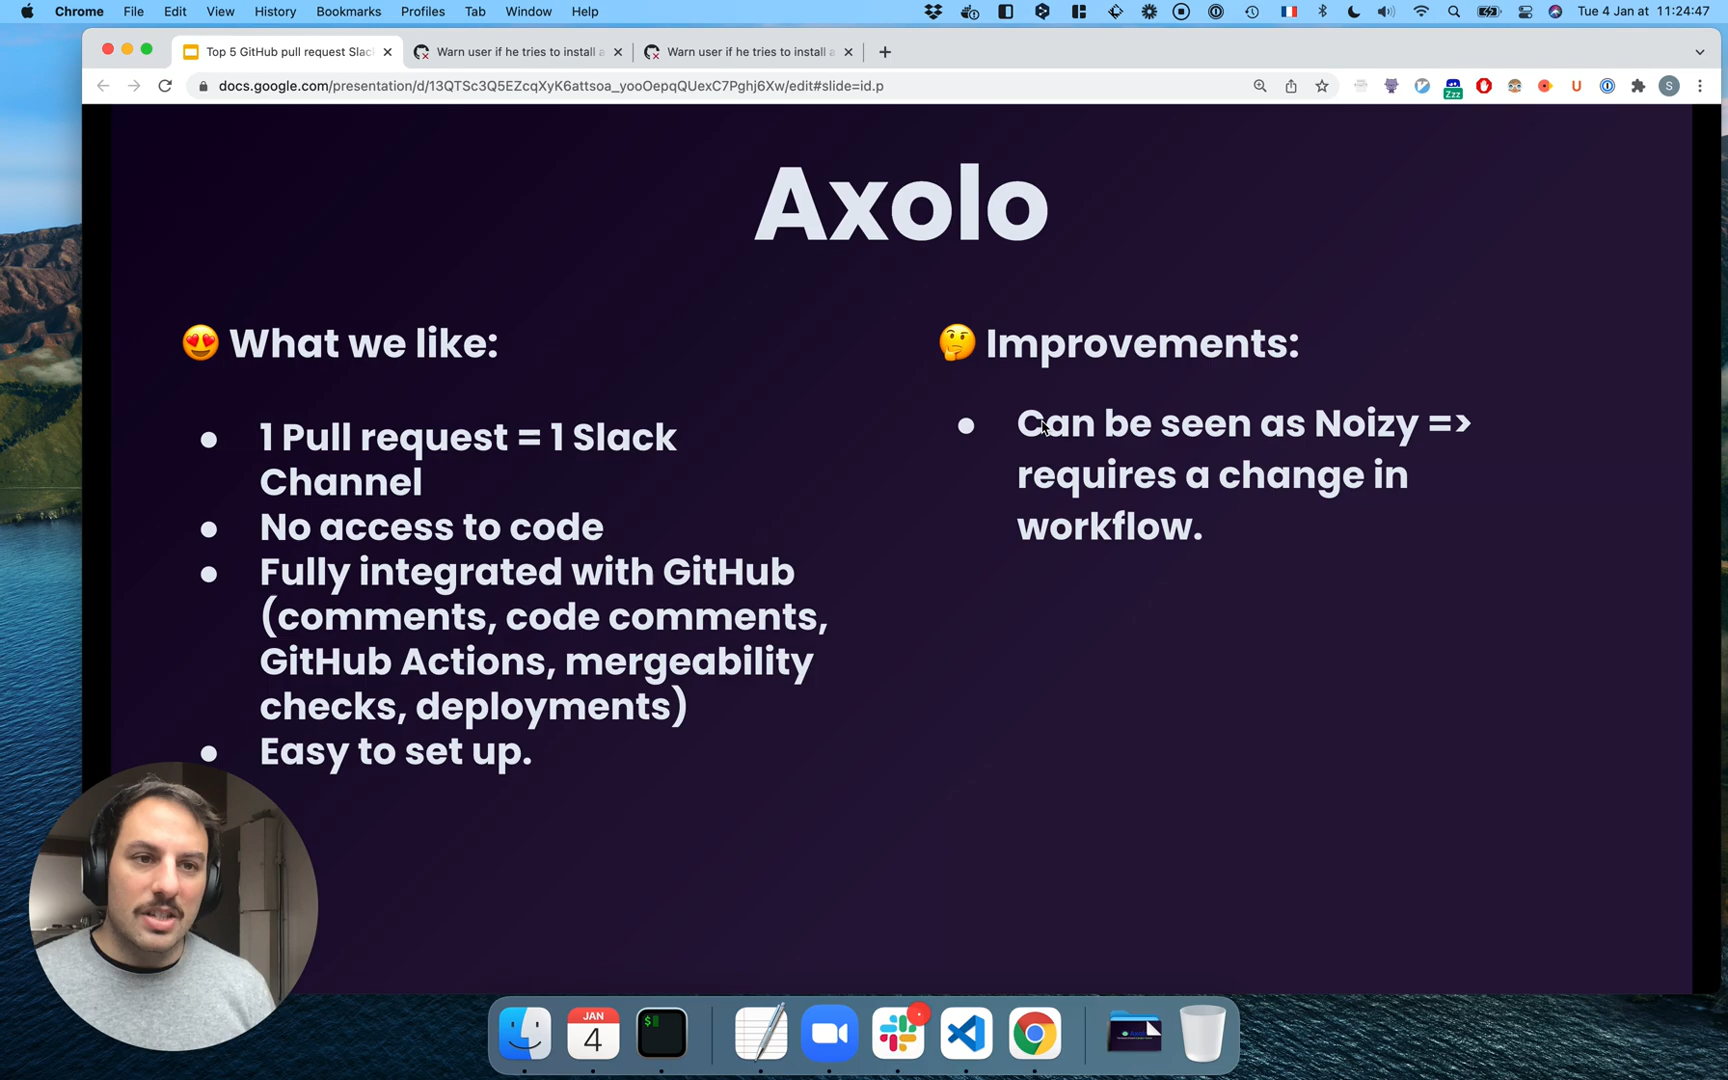 Chrome File Edit View History Bookmarks Profiles Tab Window Help Tue 4 Jan at 11:24:47
Top 5 GitHub pull request Slac Warn user if he tries to install a Warn user if he tries to install a
docs.google.com/presentation/d/13QTSc3Q5EZcqXyK6attsoa_yooOepqQUexC7Pghj6Xw/edit#slide=id.p
Zzz
U
S
Axolo
😍 What we like:
● 1 Pull request = 1 Slack
Channel
● No access to code
● Fully integrated with GitHub
(comments, code comments,
GitHub Actions, mergeability
checks, deployments)
● Easy to set up.
🤔 Improvements:
● Can be seen as Noizy =>
requires a change in
workflow.
JAN
4
$